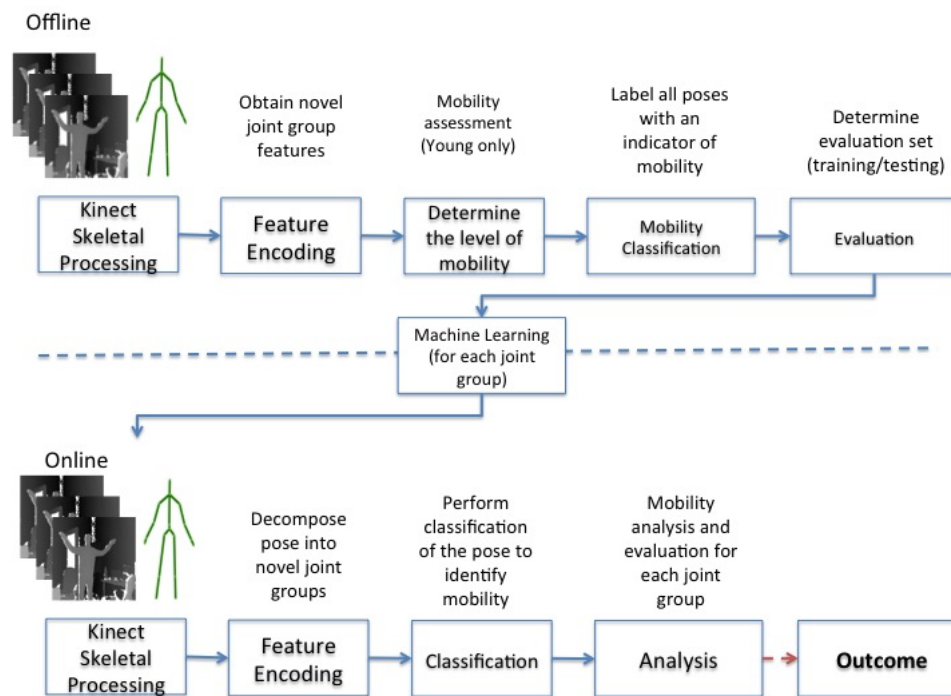 Offline
Obtain novel
joint group
features
Mobility
assessment
(Young only)
Label all poses
with an
indicator of
mobility
Determine
evaluation set
(training/testing)
Kinect
Skeletal
Processing
Feature
Encoding
Determine
the level of
mobility
Mobility
Classification
Evaluation
Machine Learning
(for each joint
group)
Online
Decompose
pose into
novel joint
groups
Perform
classification
of the pose to
identify
mobility
Mobility
analysis and
evaluation for
each joint
group
Kinect
Skeletal
Processing
Feature
Encoding
Classification
Analysis
Outcome